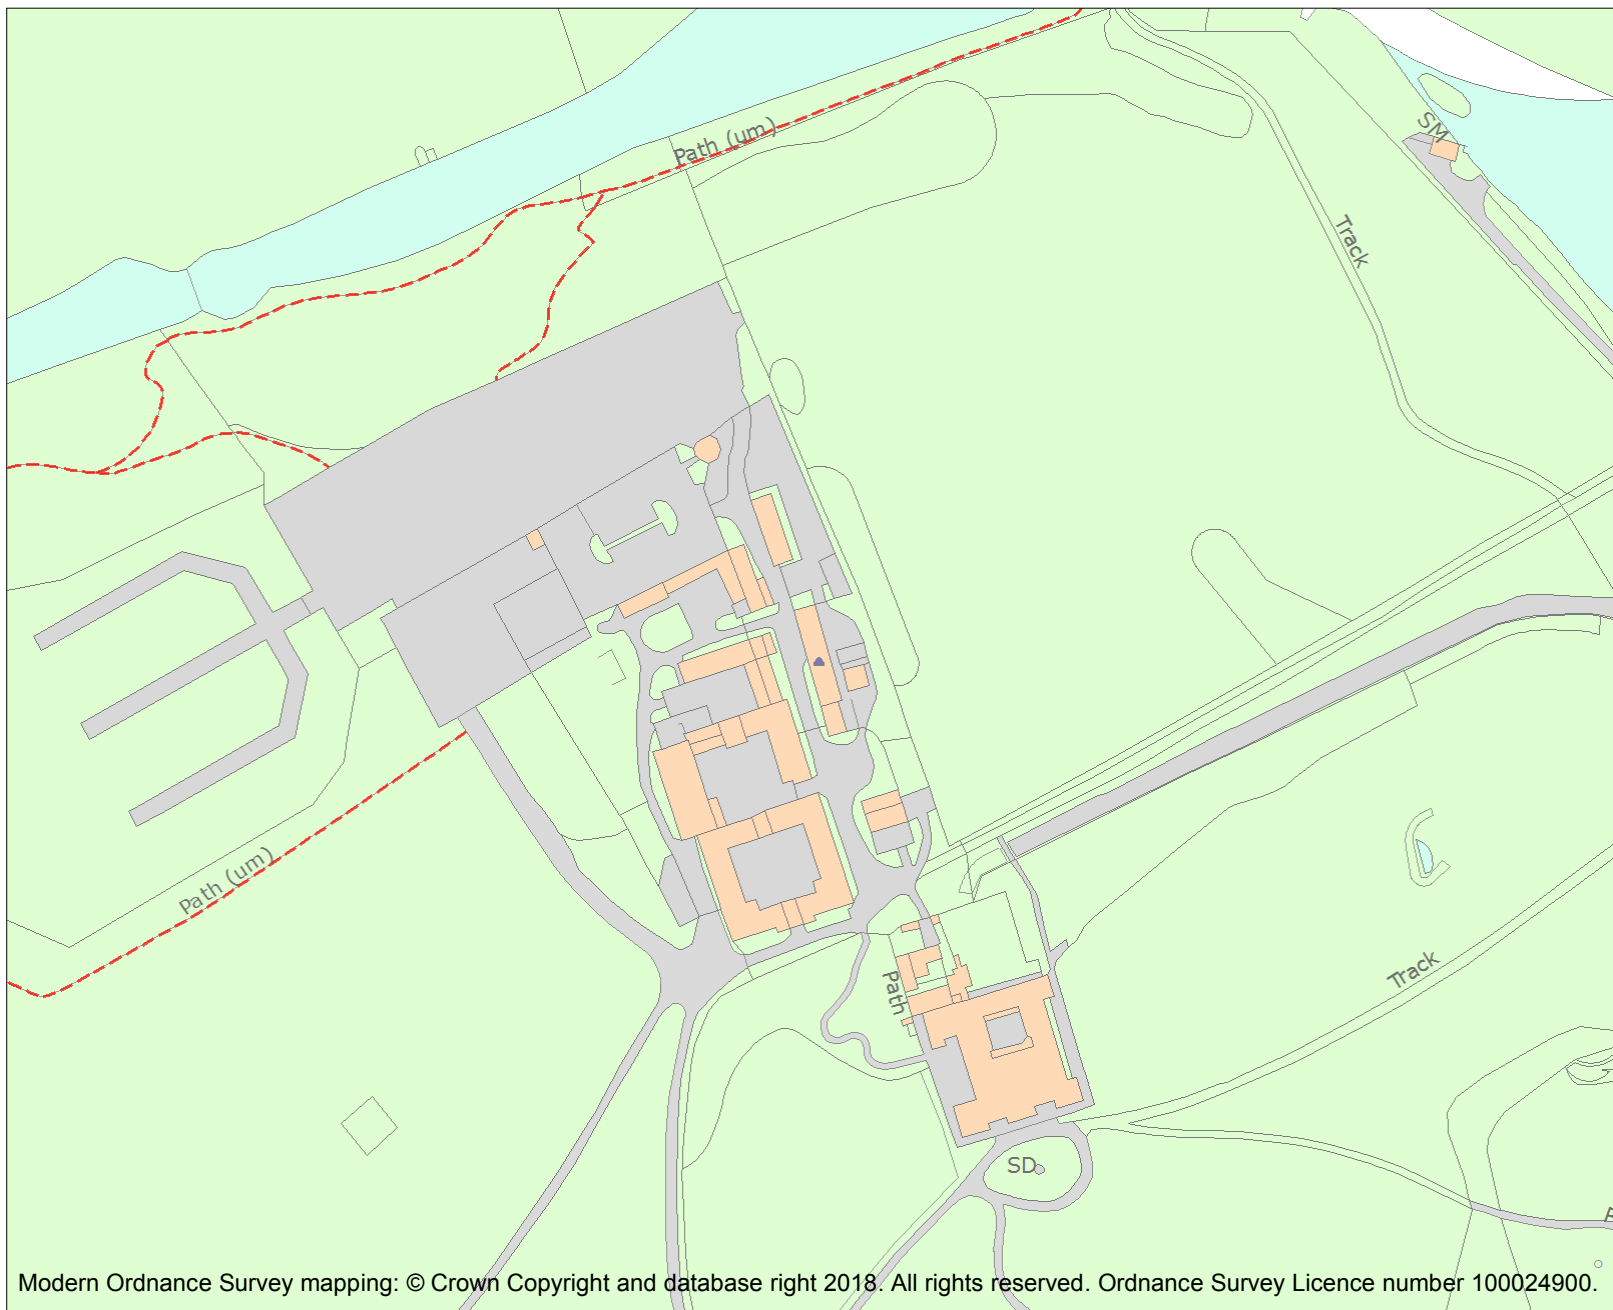 Path (um)
SM
Track
Path (um)
Path
Track
SD
Modern Ordnance Survey mapping: © Crown Copyright and database right 2018. All rights reserved. Ordnance Survey Licence number 100024900.